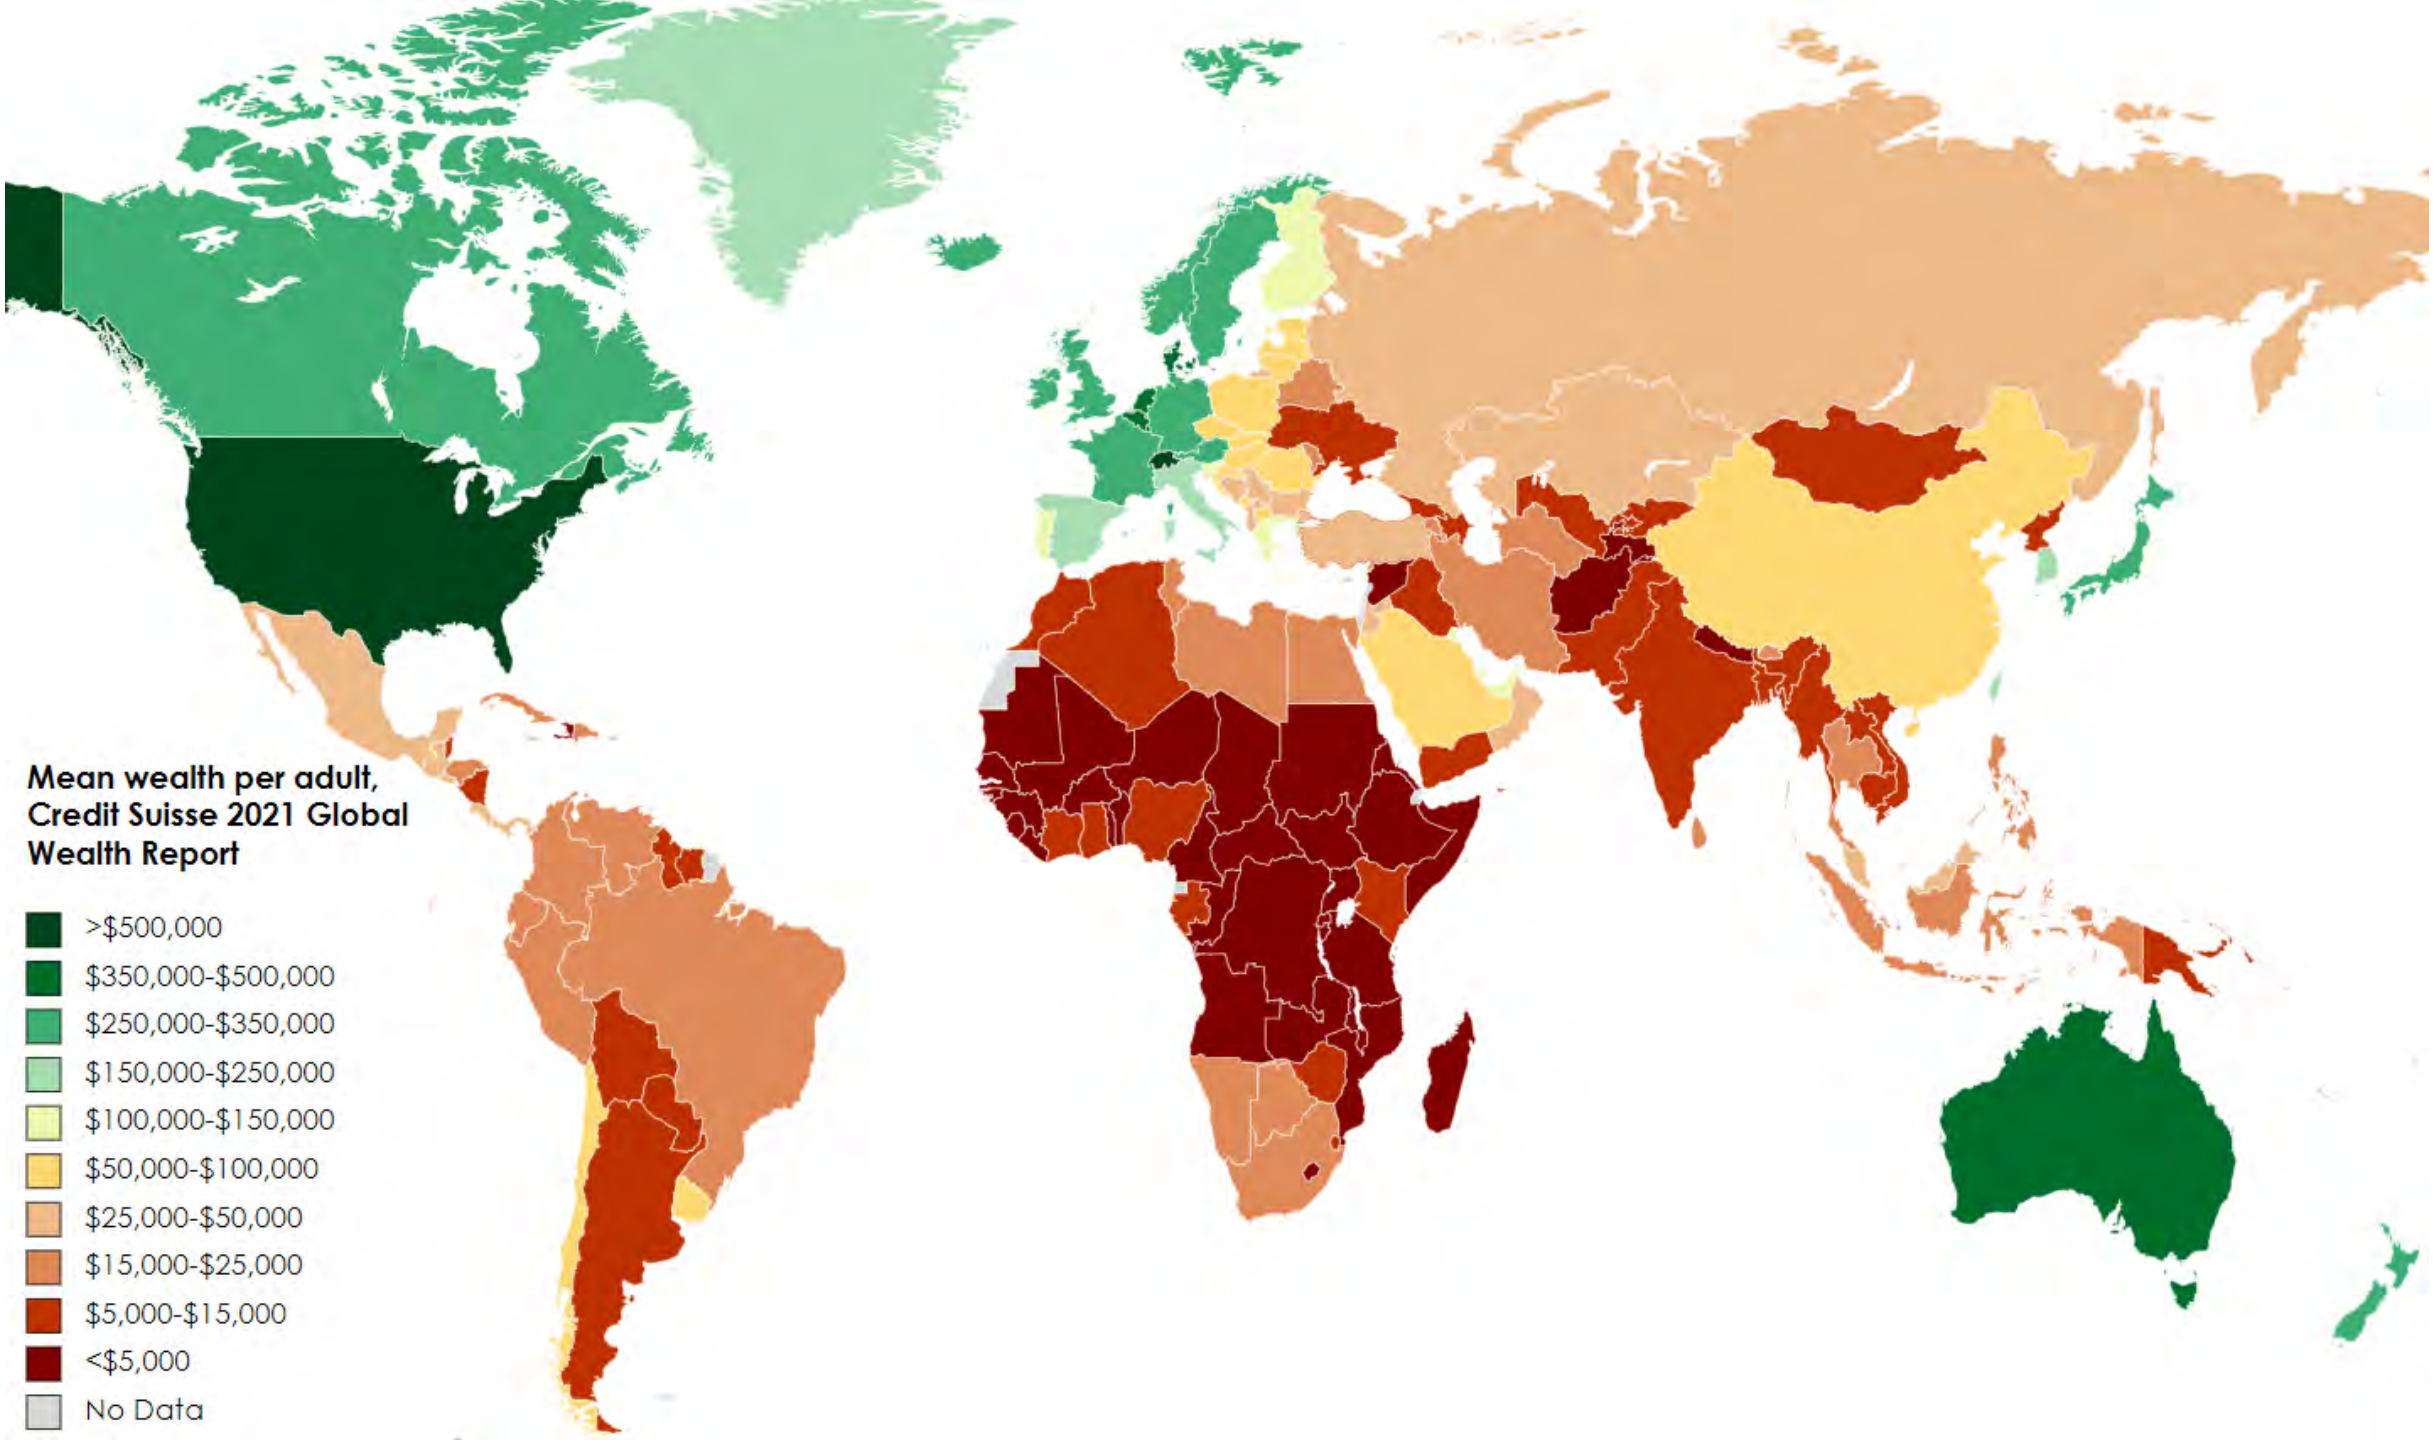 Mean wealth per adult,
Credit Suisse 2021 Global
Wealth Report
>$500,000
$350,000-$500,000
$250,000-$350,000
$150,000-$250,000
$100,000-$150,000
$50,000-$100,000
$25,000-$50,000
$15,000-$25,000
$5,000-$15,000
<$5,000
No Data